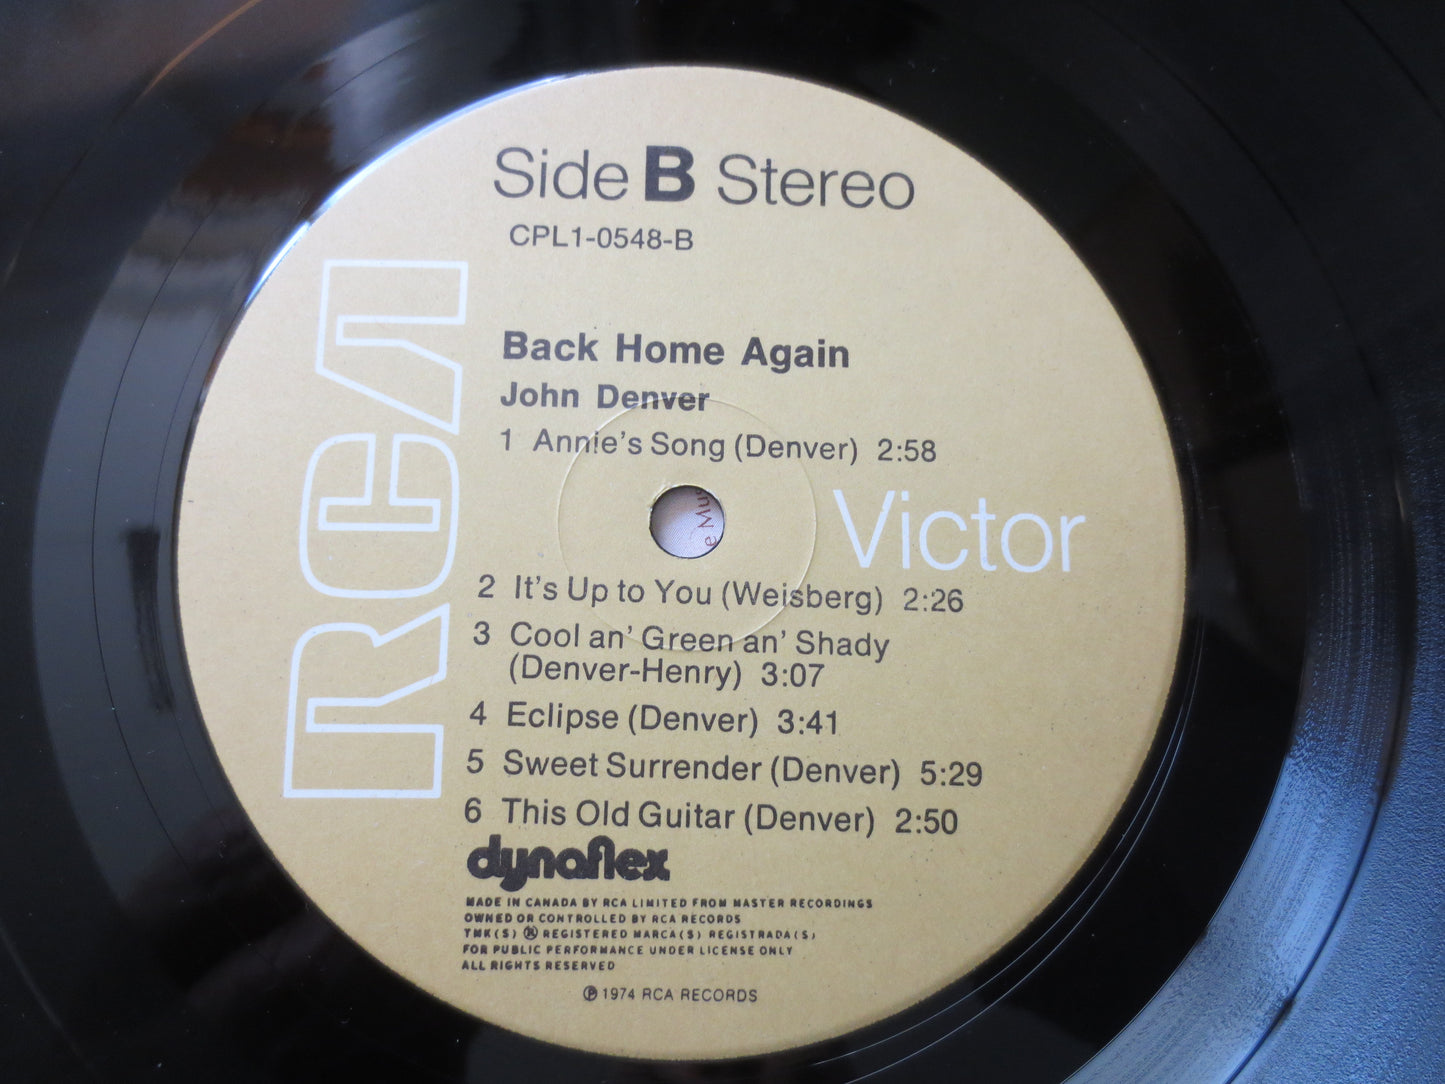 Side B Stereo
CPL1-0548-B
RCA
Back Home Again
John Denver
1 Annie's Song (Denver) 2:58
e Mus
Victor
2 It's Up to You (Weisberg) 2:26
3 Cool an' Green an' Shady
(Denver-Henry) 3:07
4 Eclipse (Denver) 3:41
5 Sweet Surrender (Denver) 5:29
6 This Old Guitar (Denver) 2:50
dynaflex
MADE IN CANADA BY RCA LIMITED FROM MASTER RECORDINGS
OWNED OR CONTROLLED BY RCA RECORDS
TMK(S) ® REGISTERED MARCA(S) REGISTRADA(S)
FOR PUBLIC PERFORMANCE UNDER LICENSE ONLY
ALL RIGHTS RESERVED
℗ 1974 RCA RECORDS